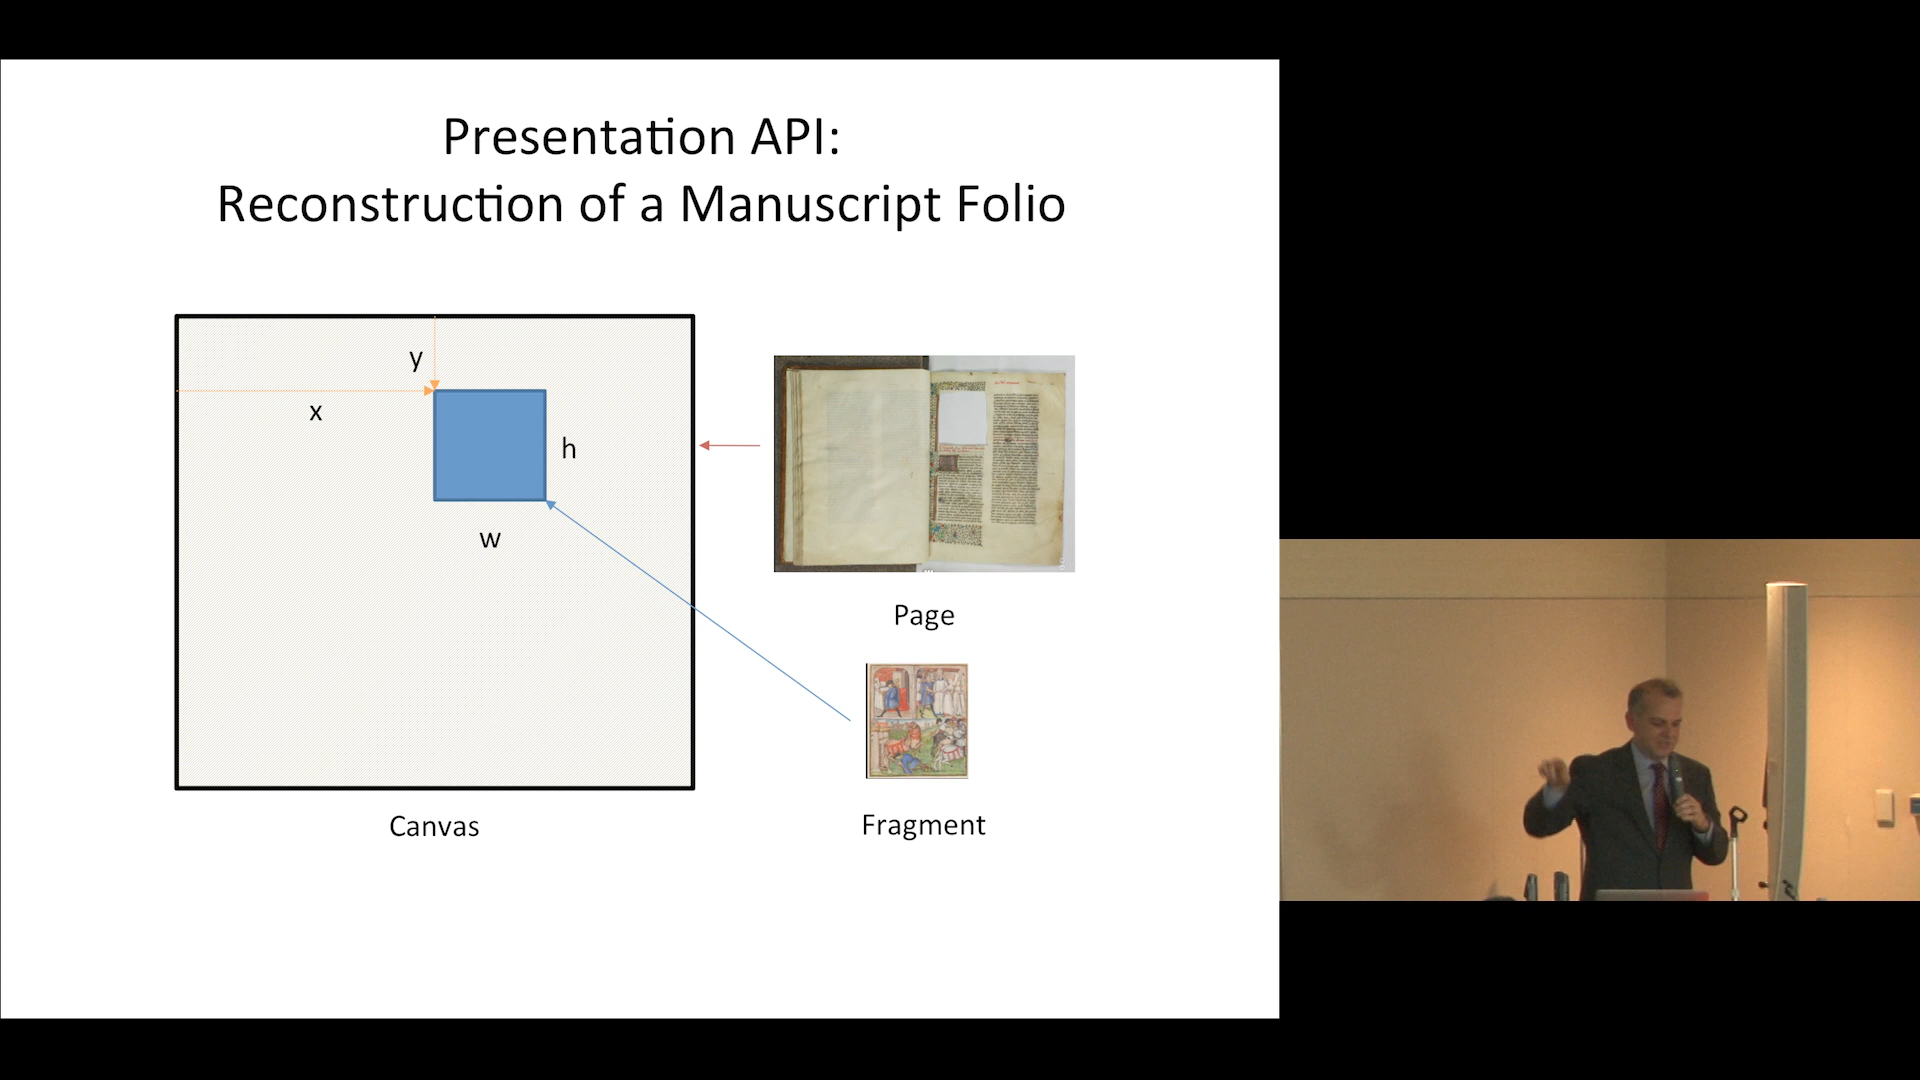 Presentation API:
Reconstruction of a Manuscript Folio
y
x
h
w
Page
Canvas
Fragment